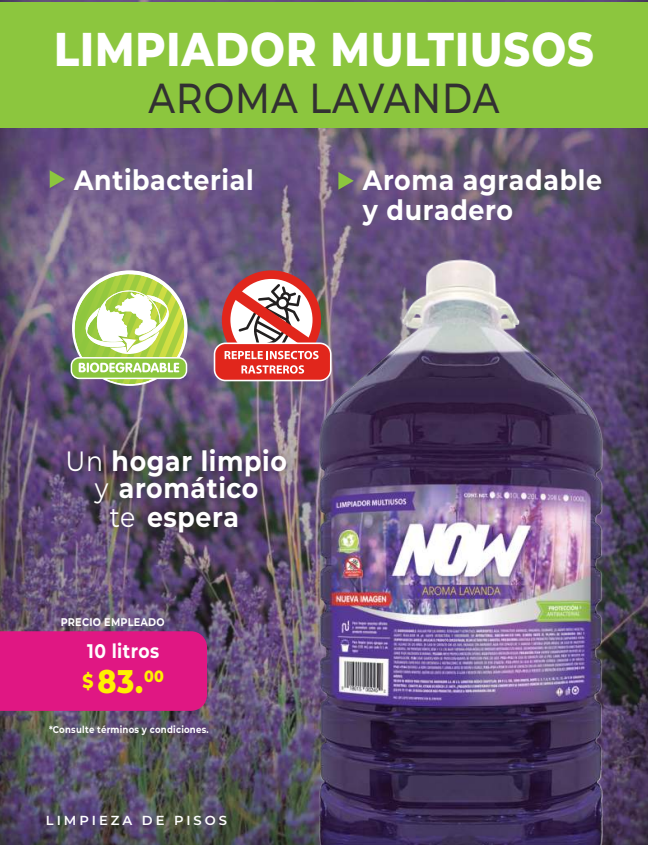 LIMPIADOR MULTIUSOS
AROMA LAVANDA
Antibacterial
Aroma agradable
y duradero
BIODEGRADABLE
REPELE INSECTOS
RASTREROS
Un hogar limpio
y aromático
te espera
LIMPIADOR MULTIUSOS
CONT. NET. 5L 10L 20L 208 L 1000L
NOW
AROMA LAVANDA
NUEVA IMAGEN
PROTECCIÓN
ANTIBACTERIAL
PRECIO EMPLEADO
10 litros
$83.00
*Consulte términos y condiciones.
LIMPIEZA DE PISOS